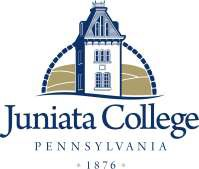 Juniata College
PENNSYLVANIA
• 1876 •